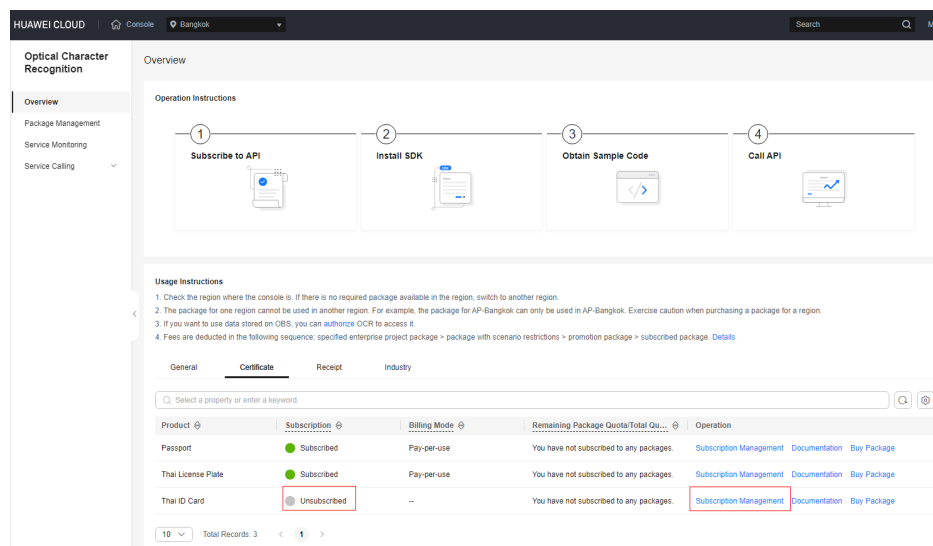 HUAWEI CLOUD Console Bangkok Search
Optical Character Recognition
Overview
Package Management
Service Monitoring
Service Calling
Overview
Operation Instructions
1 2 3 4
Subscribe to API Install SDK Obtain Sample Code Call API
Usage Instructions
1. Check the region where the console is. If there is no required package available in the region, switch to another region.
2. The package for one region cannot be used in another region. For example, the package for AP-Bangkok can only be used in AP-Bangkok. Exercise caution when purchasing a package for a region.
3. If you want to use data stored on OBS, you can authorize OCR to access it.
4. Fees are deducted in the following sequence: specified enterprise project package > package with scenario restrictions > promotion package > subscribed package. Details
General Certificate Receipt Industry
Select a property or enter a keyword.
Product Subscription Billing Mode Remaining Package Quota/Total Qu... Operation
Passport Subscribed Pay-per-use You have not subscribed to any packages. Subscription Management Documentation Buy Package
Thai License Plate Subscribed Pay-per-use You have not subscribed to any packages. Subscription Management Documentation Buy Package
Thai ID Card Unsubscribed -- You have not subscribed to any packages. Subscription Management Documentation Buy Package
10 Total Records: 3 < 1 >